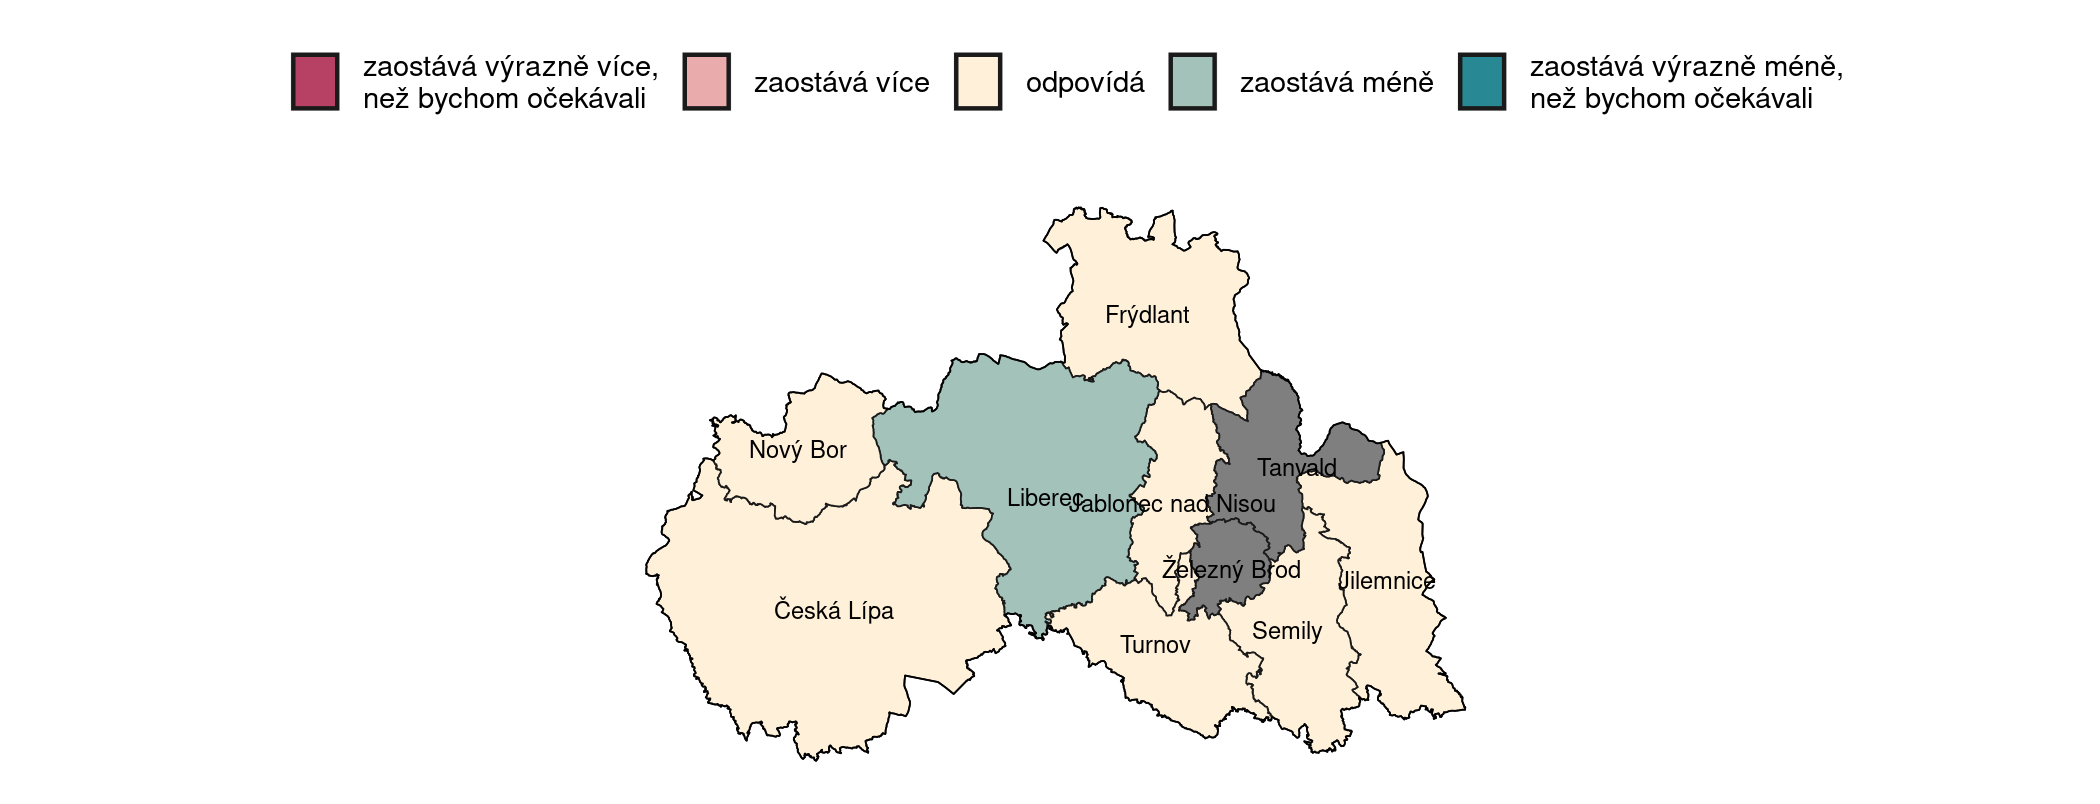 zaostává výrazně více,
než bychom očekávali
zaostává více
odpovídá
zaostává méně
zaostává výrazně méně,
než bychom očekávali
Frýdlant
Nový Bor
Tanvald
Liberec
Jablonec nad Nisou
Železný Brod
Jilemnice
Česká Lípa
Semily
Turnov